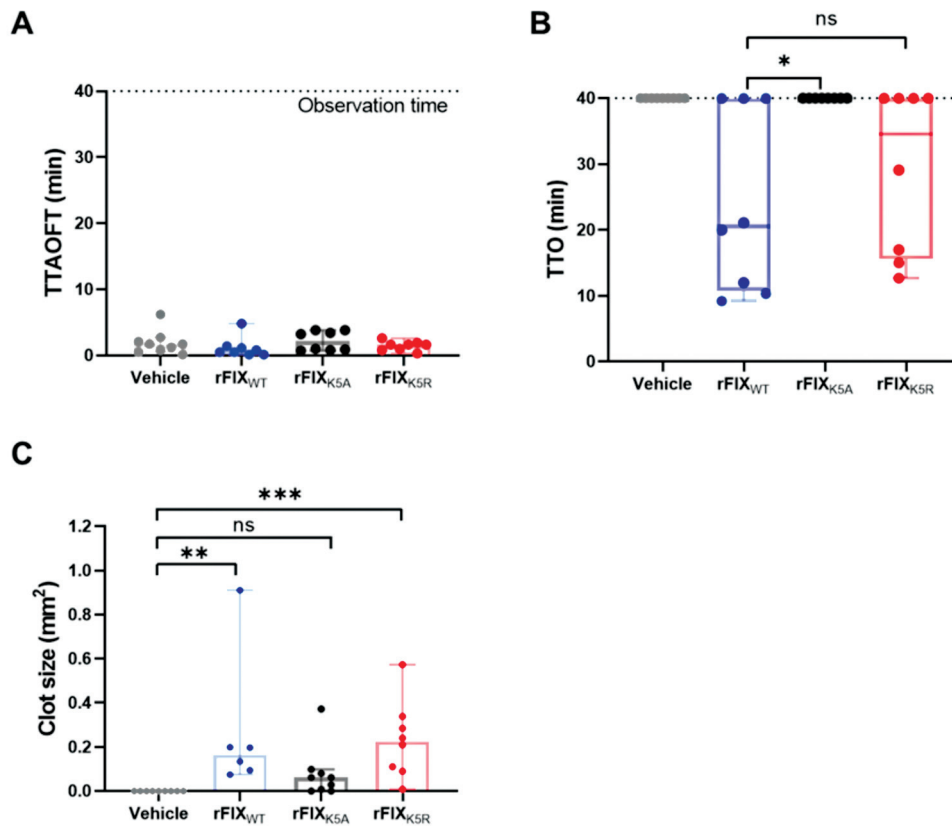 A
TTAOFT (min)
40
30
20
10
0
Observation time
Vehicle rFIXWT rFIXK5A rFIXK5R
B
ns
*
TTO (min)
40
30
20
10
0
Vehicle rFIXWT rFIXK5A rFIXK5R
C
***
ns
**
Clot size (mm²)
1.2
1.0
0.8
0.6
0.4
0.2
0.0
Vehicle rFIXWT rFIXK5A rFIXK5R